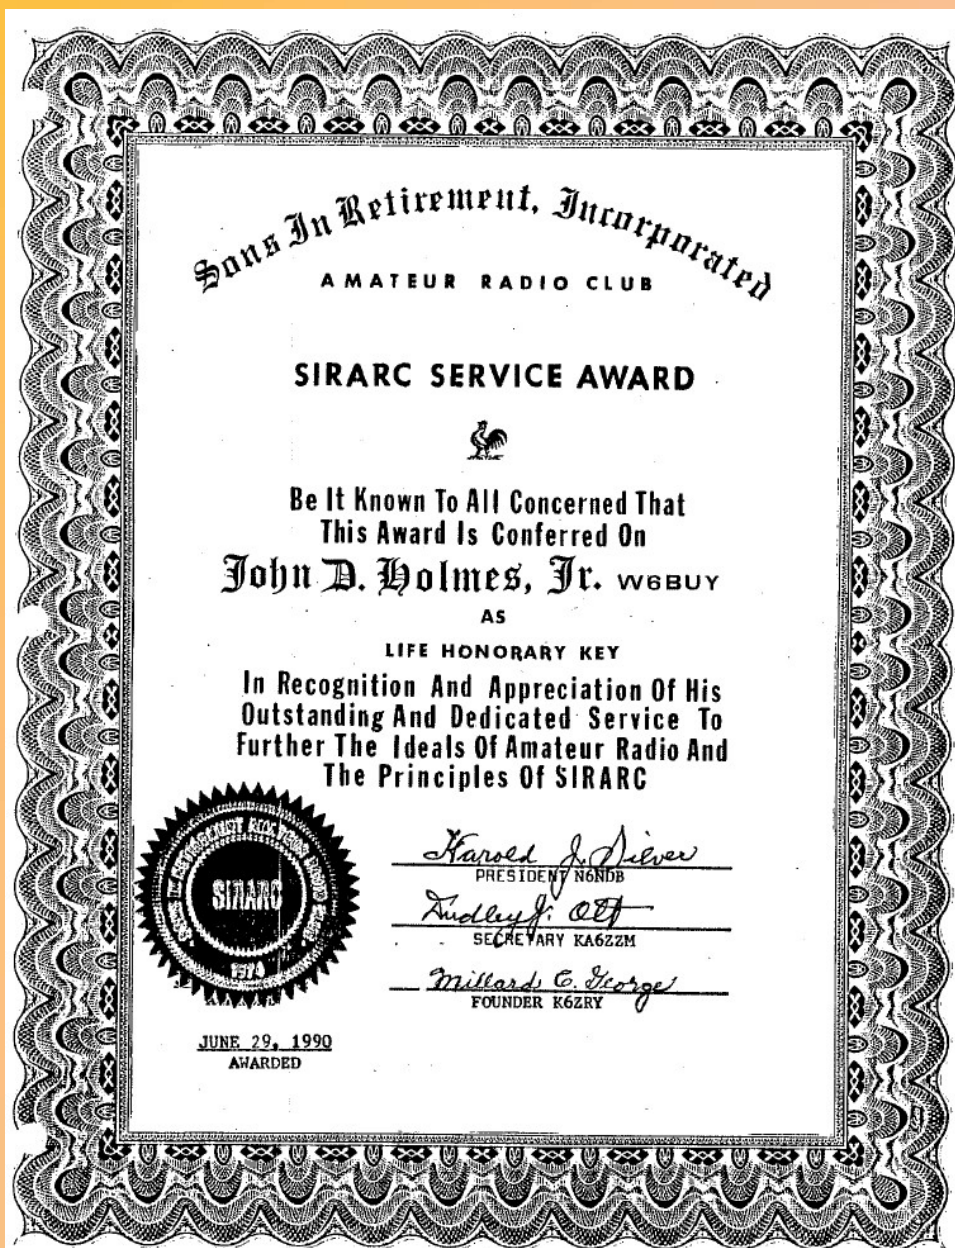 Sons In Retirement, Incorporated
AMATEUR RADIO CLUB
SIRARC SERVICE AWARD
Be It Known To All Concerned That
This Award Is Conferred On
John D. Holmes, Jr. W6BUY
AS
LIFE HONORARY KEY
In Recognition And Appreciation Of His
Outstanding And Dedicated Service To
Further The Ideals Of Amateur Radio And
The Principles Of SIRARC
SIRARC
Harold J. Silver
PRESIDENT N6NDB
Dudley J. Ott
SECRETARY KA6ZZM
Millard C. George
FOUNDER K6ZRY
JUNE 29, 1990
AWARDED